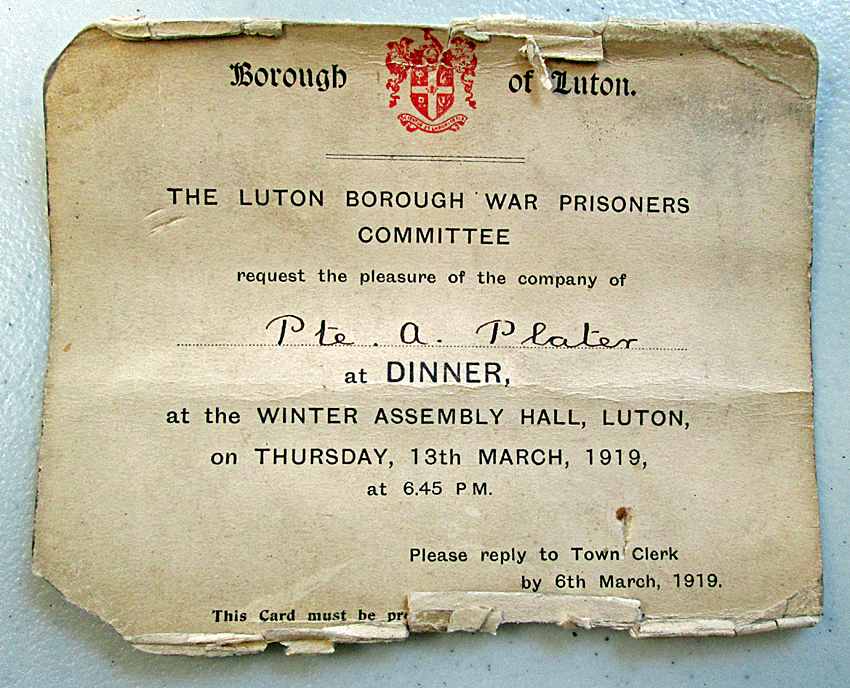 Borough of Luton.
THE LUTON BOROUGH WAR PRISONERS
COMMITTEE
request the pleasure of the company of
Pte. A. Plater
at DINNER,
at the WINTER ASSEMBLY HALL, LUTON,
on THURSDAY, 13th MARCH, 1919,
at 6.45 P M.
Please reply to Town Clerk
by 6th March, 1919.
This Card must be pre